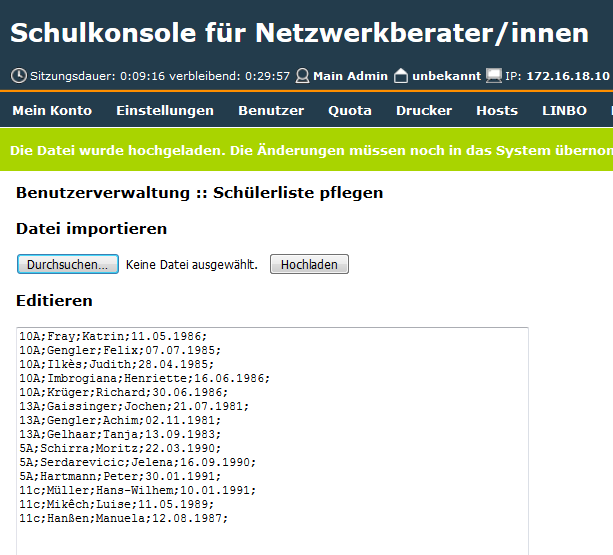 Schulkonsole für Netzwerkberater/innen
Sitzungsdauer: 0:09:16 verbleibend: 0:29:57 Main Admin unbekannt IP: 172.16.18.10
Mein Konto Einstellungen Benutzer Quota Drucker Hosts LINBO
Die Datei wurde hochgeladen. Die Änderungen müssen noch in das System übernom
Benutzerverwaltung :: Schülerliste pflegen
Datei importieren
Durchsuchen... Keine Datei ausgewählt. Hochladen
Editieren
10A;Fray;Katrin;11.05.1986;
10A;Gengler;Felix;07.07.1985;
10A;Ilkès;Judith;28.04.1985;
10A;Imbrogiana;Henriette;16.06.1986;
10A;Krüger;Richard;30.06.1986;
13A;Gaissinger;Jochen;21.07.1981;
13A;Gengler;Achim;02.11.1981;
13A;Gelhaar;Tanja;13.09.1983;
5A;Schirra;Moritz;22.03.1990;
5A;Serdarevicic;Jelena;16.09.1990;
5A;Hartmann;Peter;30.01.1991;
11c;Müller;Hans-Wilhem;10.01.1991;
11c;Mikêch;Luise;11.05.1989;
11c;Hanßen;Manuela;12.08.1987;